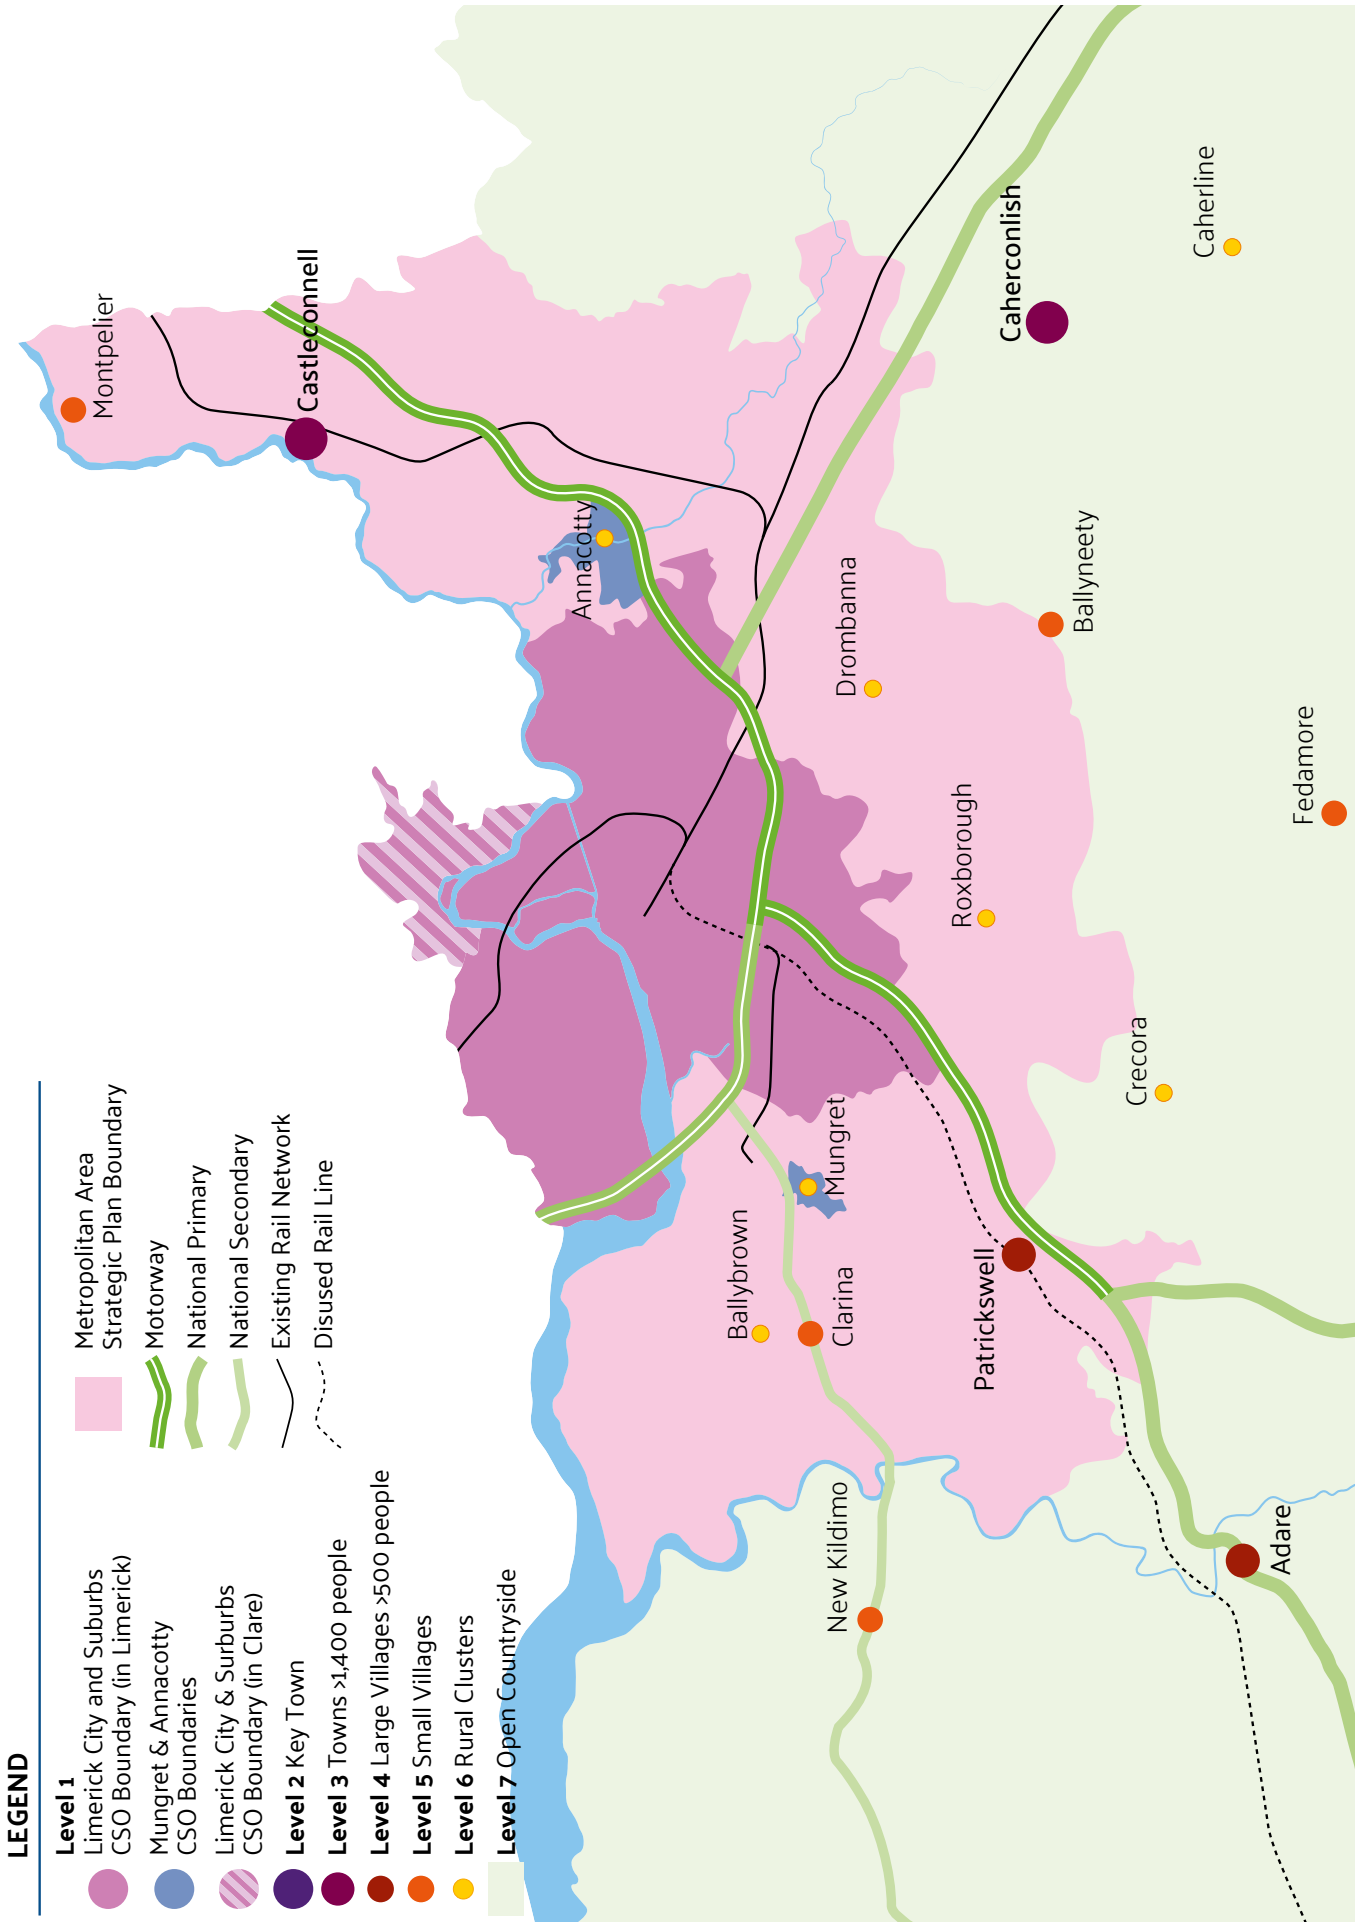 LEGEND
Level 1
Limerick City and Suburbs
CSO Boundary (in Limerick)
Mungret & Annacotty
CSO Boundaries
Limerick City & Surburbs
CSO Boundary (in Clare)
Level 2 Key Town
Level 3 Towns >1,400 people
Level 4 Large Villages >500 people
Level 5 Small Villages
Level 6 Rural Clusters
Level 7 Open Countryside
Metropolitan Area
Strategic Plan Boundary
Motorway
National Primary
National Secondary
Existing Rail Network
Disused Rail Line
Montpelier
Castleconnell
Annacotty
Drombanna
Caherconlish
Caherline
Ballyneety
Roxborough
Fedamore
Crecora
Mungret
Ballybrown
Clarina
Patrickswell
New Kildimo
Adare